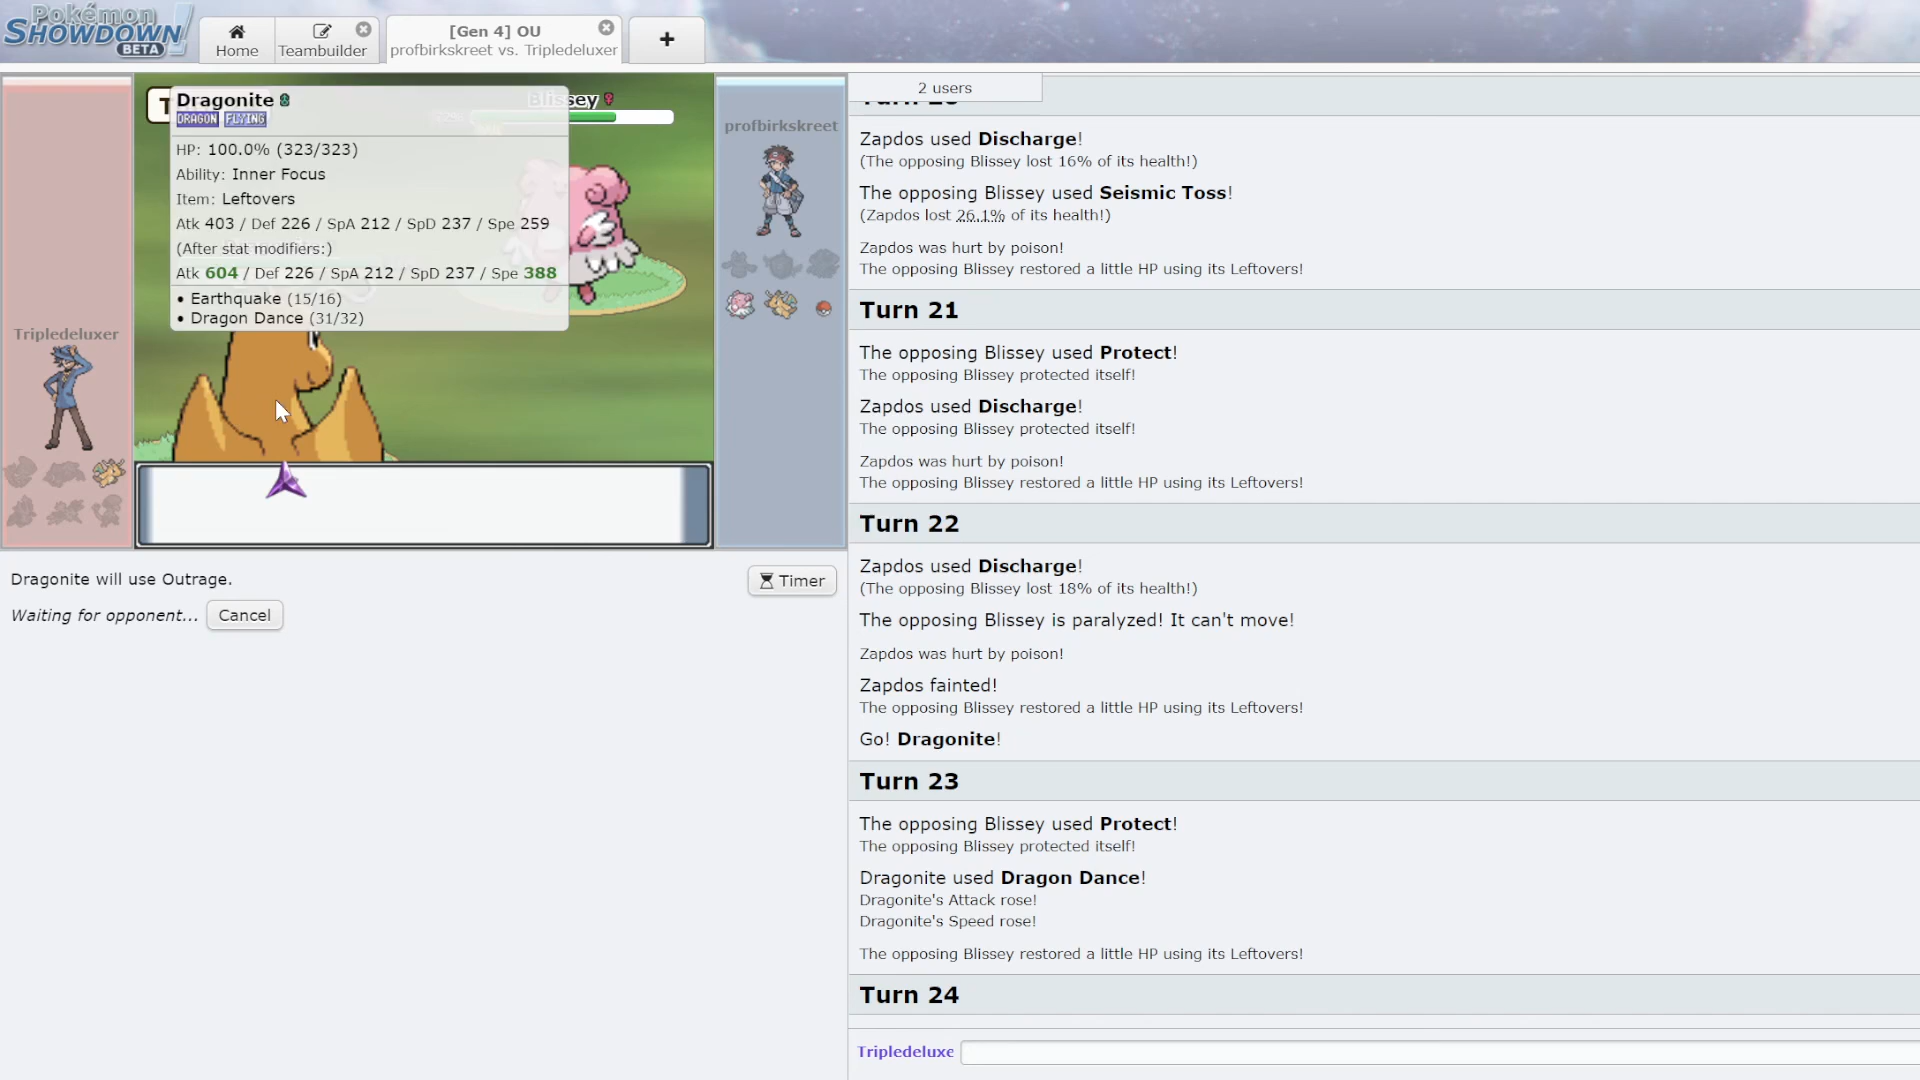 Pokémon
SHOWDOWN!
BETA
Home
Teambuilder
[Gen 4] OU
profbirkskreet vs. Tripledeluxer
+
Dragonite
DRAGON FLYING
HP: 100.0% (323/323)
Ability: Inner Focus
Item: Leftovers
Atk 403 / Def 226 / SpA 212 / SpD 237 / Spe 259
(After stat modifiers:)
Atk 604 / Def 226 / SpA 212 / SpD 237 / Spe 388
• Earthquake (15/16)
• Dragon Dance (31/32)
Blissey
profbirkskreet
Tripledeluxer
Dragonite will use Outrage.
Timer
Waiting for opponent... Cancel
2 users
Zapdos used Discharge!
(The opposing Blissey lost 16% of its health!)
The opposing Blissey used Seismic Toss!
(Zapdos lost 26.1% of its health!)
Zapdos was hurt by poison!
The opposing Blissey restored a little HP using its Leftovers!
Turn 21
The opposing Blissey used Protect!
The opposing Blissey protected itself!
Zapdos used Discharge!
The opposing Blissey protected itself!
Zapdos was hurt by poison!
The opposing Blissey restored a little HP using its Leftovers!
Turn 22
Zapdos used Discharge!
(The opposing Blissey lost 18% of its health!)
The opposing Blissey is paralyzed! It can't move!
Zapdos was hurt by poison!
Zapdos fainted!
The opposing Blissey restored a little HP using its Leftovers!
Go! Dragonite!
Turn 23
The opposing Blissey used Protect!
The opposing Blissey protected itself!
Dragonite used Dragon Dance!
Dragonite's Attack rose!
Dragonite's Speed rose!
The opposing Blissey restored a little HP using its Leftovers!
Turn 24
Tripledeluxe